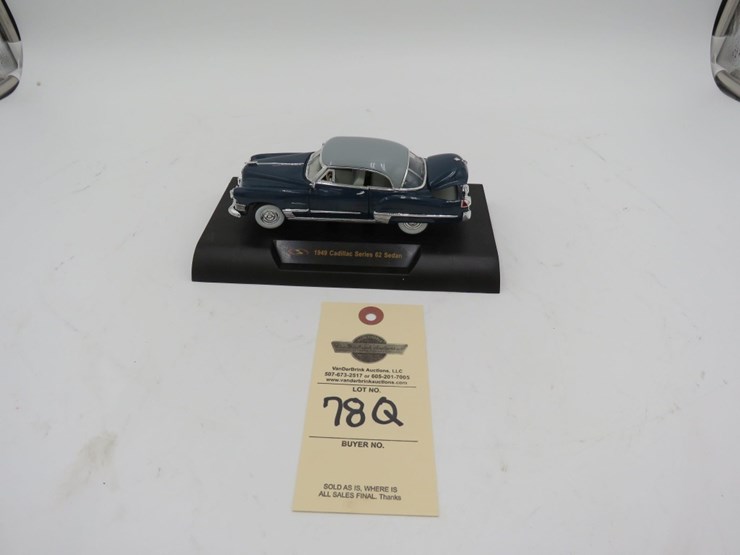 1949 Cadillac Series 62 Sedan
VanDerBrink Auctions, LLC
507-673-2517 or 605-201-7005
www.vanderbrinkauctions.com
LOT NO.
78Q
BUYER NO.
SOLD AS IS, WHERE IS
ALL SALES FINAL. Thanks